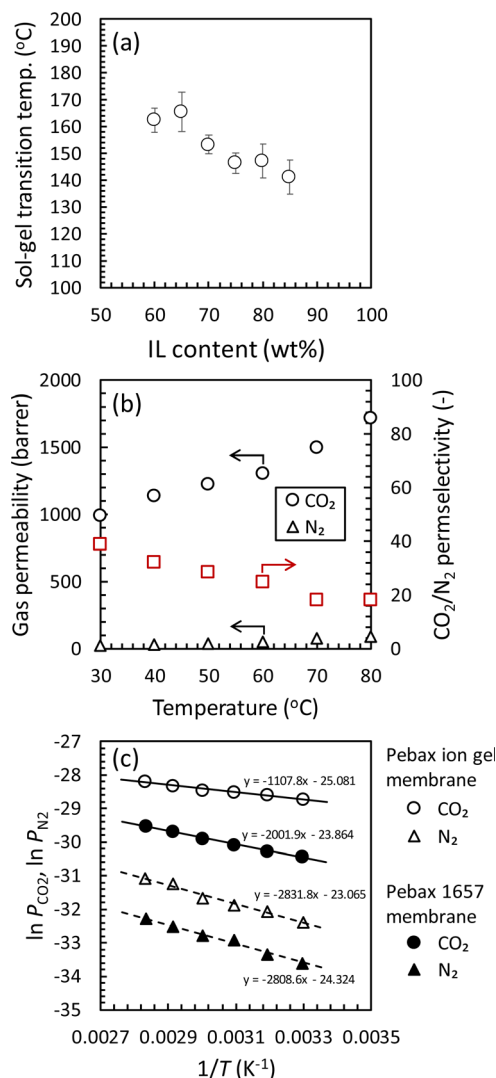 (a)
Sol-gel transition temp. (°C)
200
190
180
170
160
150
140
130
120
110
100
50 60 70 80 90 100
IL content (wt%)
(b)
Gas permeability (barrer)
2000
1500
1000
500
0
CO₂
N₂
100
80
60
40
20
0
CO₂/N₂ permselectivity (-)
30 40 50 60 70 80
Temperature (°C)
(c)
ln P_CO2, ln P_N2
-27
-28
-29
-30
-31
-32
-33
-34
-35
y = -1107.8x - 25.081
y = -2001.9x - 23.864
y = -2831.8x - 23.065
y = -2808.6x - 24.324
0.0027 0.0029 0.0031 0.0033 0.0035
1/T (K⁻¹)
Pebax ion gel
membrane
CO₂
N₂
Pebax 1657
membrane
CO₂
N₂